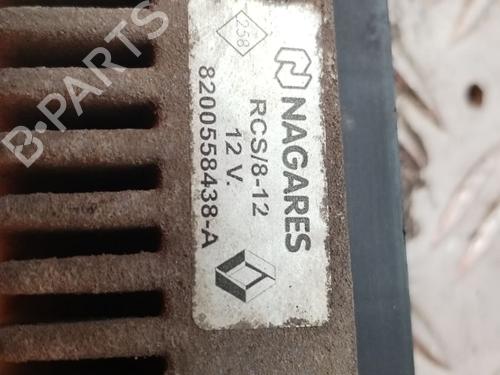 258
NAGARES
RCS/8-12
12 V.
8200558438-A
B-PARTS